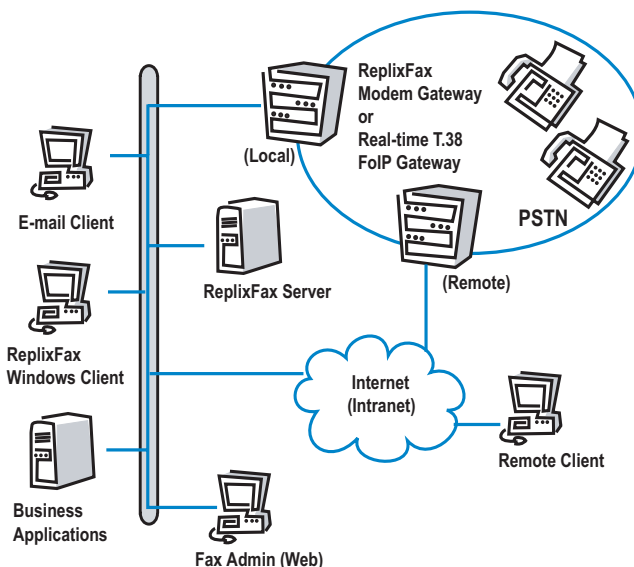 ReplixFax
Modem Gateway
or
Real-time T.38
FoIP Gateway
(Local)
PSTN
E-mail Client
(Remote)
ReplixFax Server
ReplixFax
Windows Client
Internet
(Intranet)
Remote Client
Business
Applications
Fax Admin (Web)